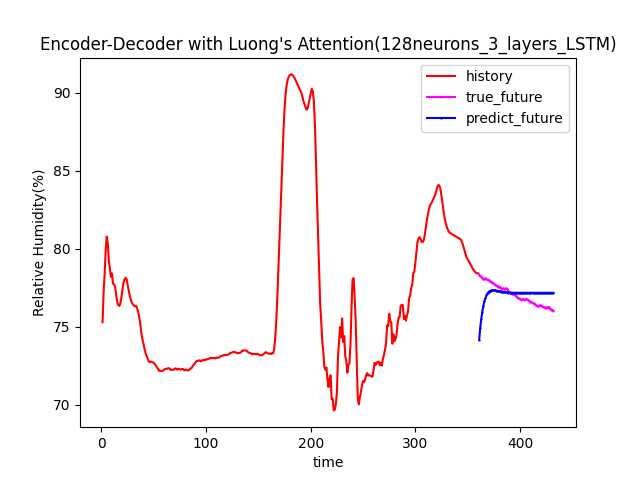 Encoder-Decoder with Luong's Attention(128neurons_3_layers_LSTM)
history
true_future
predict_future
90
85
80
75
70
Relative Humidity(%)
0 100 200 300 400
time